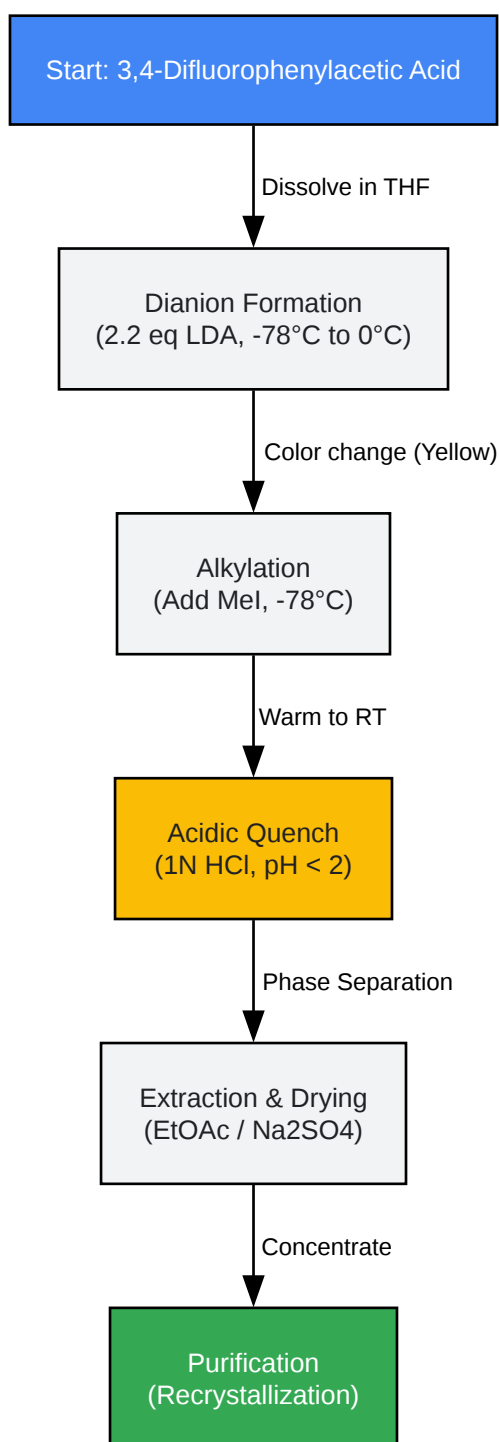 Start: 3,4-Difluorophenylacetic Acid
Dissolve in THF
Dianion Formation
(2.2 eq LDA, -78°C to 0°C)
Color change (Yellow)
Alkylation
(Add MeI, -78°C)
Warm to RT
Acidic Quench
(1N HCl, pH < 2)
Phase Separation
Extraction & Drying
(EtOAc / Na2SO4)
Concentrate
Purification
(Recrystallization)